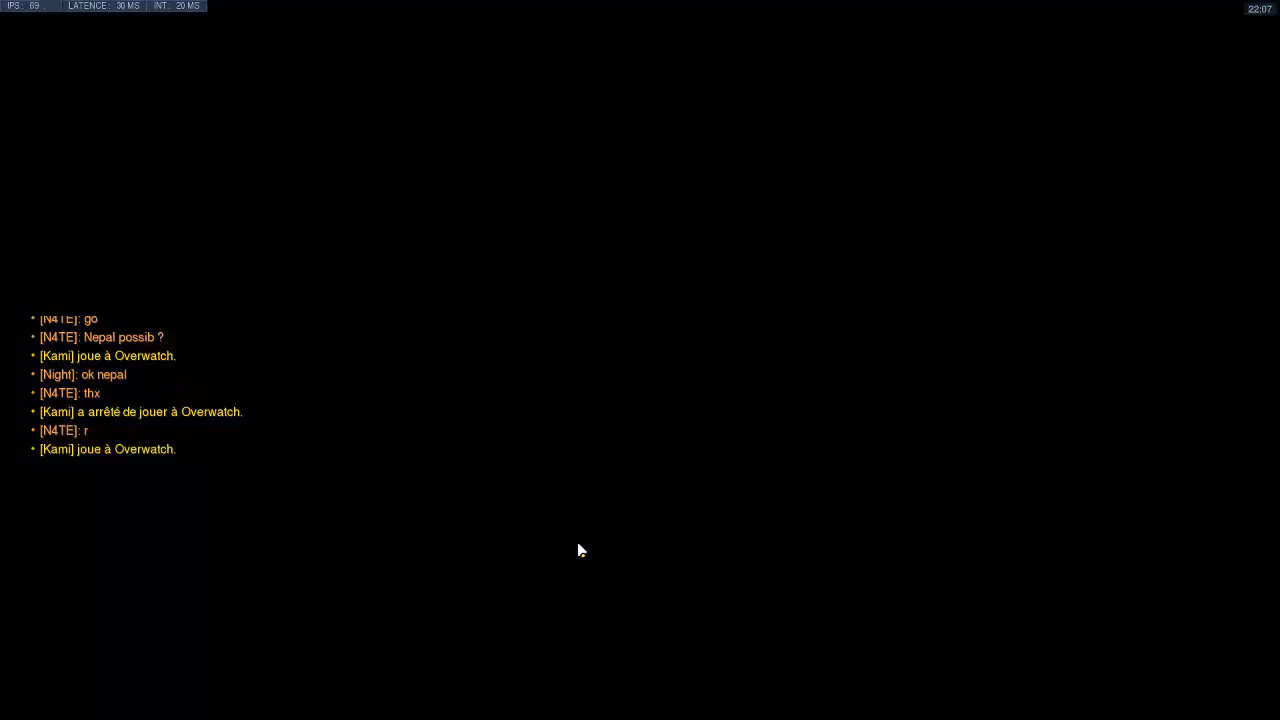 IPS : 69 . LATENCE : 30 MS INT : 20 MS
22:07
• [N4TE]: go
• [N4TE]: Nepal possib ?
• [Kami] joue à Overwatch.
• [Night]: ok nepal
• [N4TE]: thx
• [Kami] a arrêté de jouer à Overwatch.
• [N4TE]: r
• [Kami] joue à Overwatch.